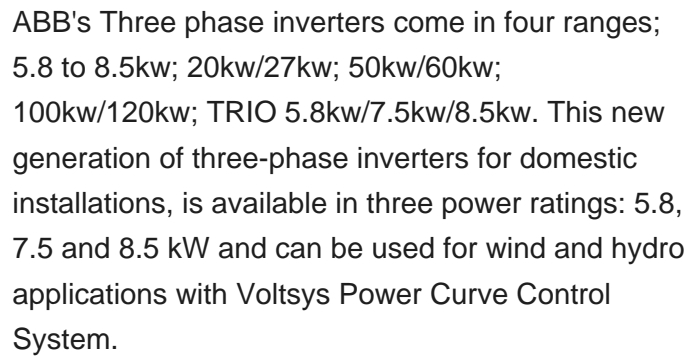 ABB's Three phase inverters come in four ranges;
5.8 to 8.5kw; 20kw/27kw; 50kw/60kw;
100kw/120kw; TRIO 5.8kw/7.5kw/8.5kw. This new
generation of three-phase inverters for domestic
installations, is available in three power ratings: 5.8,
7.5 and 8.5 kW and can be used for wind and hydro
applications with Voltsys Power Curve Control
System.